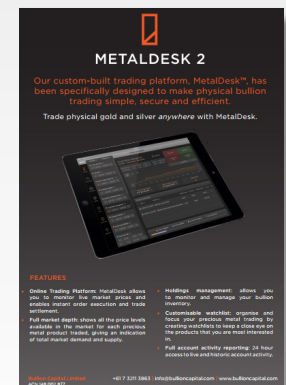 METALDESK 2
Our custom-built trading platform, MetalDesk™, has
been specifically designed to make physical bullion
trading simple, secure and efficient.
Trade physical gold and silver anywhere with MetalDesk.
FEATURES
Online Trading Platform: MetalDesk allows
you to monitor live market prices and
enables instant order execution and trade
settlement.
Full market depth: shows all the price levels
available in the market for each precious
metal product traded, giving an indication
of total market demand and supply.
Holdings management: allows you
to monitor and manage your bullion
inventory.
Customisable watchlist: organise and
focus your precious metal trading by
creating watchlists to keep a close eye on
the products that you are most interested
in.
Full account activity reporting: 24 hour
access to live and historic account activity.
Bullion Capital Limited
+61 7 3211 3963 | info@bullioncapital.com | www.bullioncapital.com